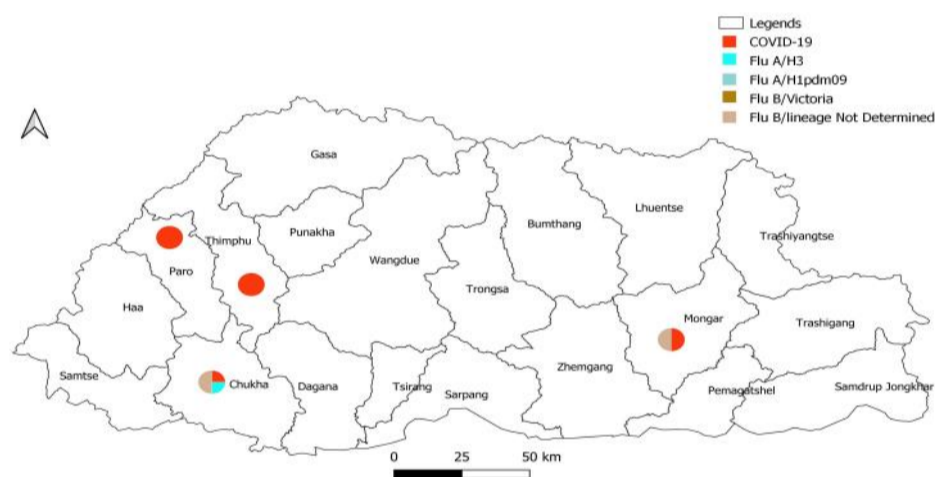 Legends
COVID-19
Flu A/H3
Flu A/H1pdm09
Flu B/Victoria
Flu B/lineage Not Determined
Gasa
Lhuentse
Bumthang
Punakha
Thimphu
Trashiyangtse
Wangdue
Paro
Trongsa
Haa
Mongar
Trashigang
Zhemgang
Samtse
Chukha
Dagana
Tsirang
Sarpang
Pemagatshel
Samdrup Jongkhar
0 25 50 km